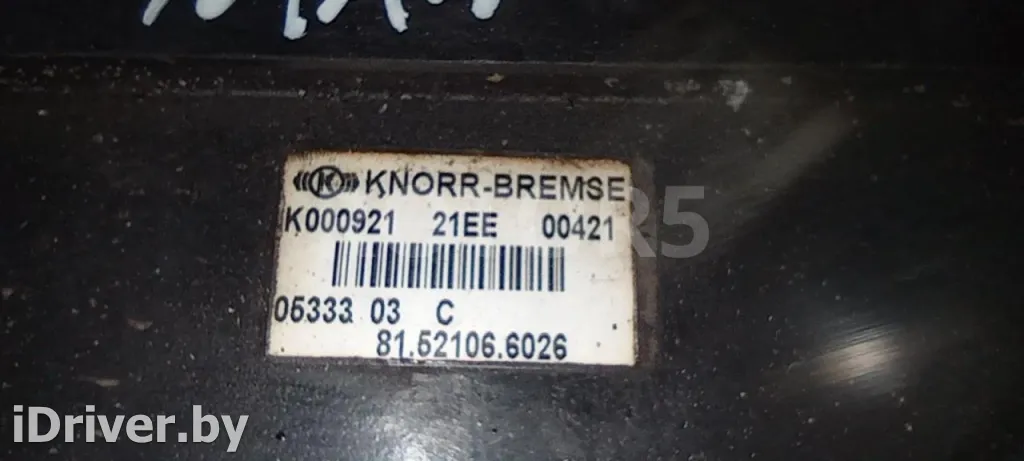 KNORR-BREMSE
K000921 21EE 00421
05333 03 C
81.52106.6026
iDriver.by